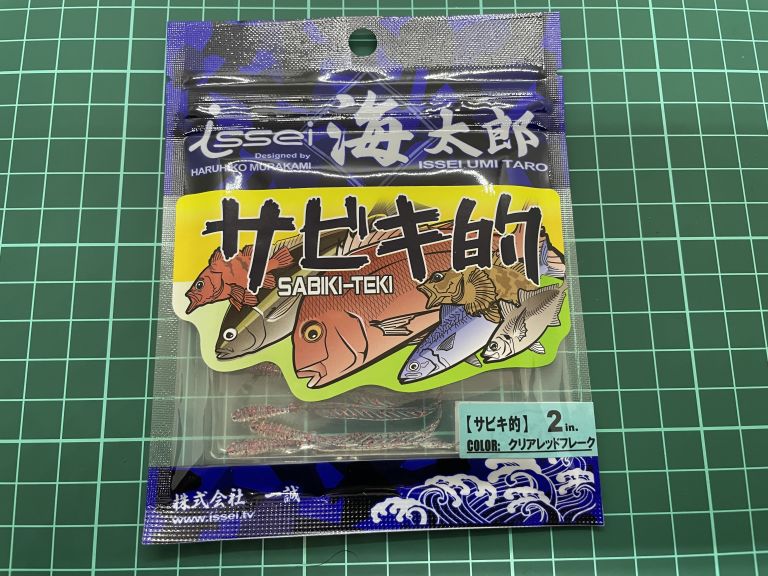 issei 海太郎
Designed by
HARUHIKO MURAKAMI
ISSEI UMI TARO
サビキ的
SABIKI-TEKI
【サビキ的】 2in.
COLOR: クリアレッドフレーク
株式会社 一誠
www.issei.tv